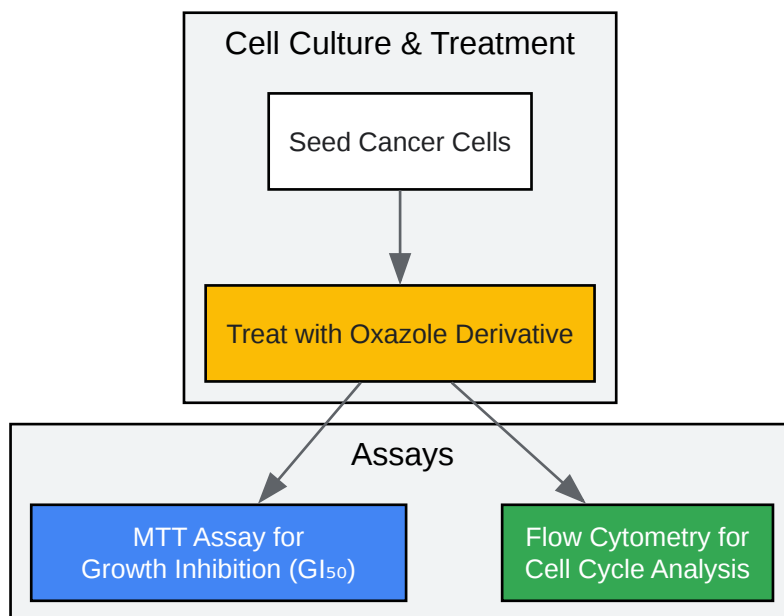 Cell Culture & Treatment
Seed Cancer Cells
Treat with Oxazole Derivative
Assays
MTT Assay for
Growth Inhibition (GI₅₀)
Flow Cytometry for
Cell Cycle Analysis